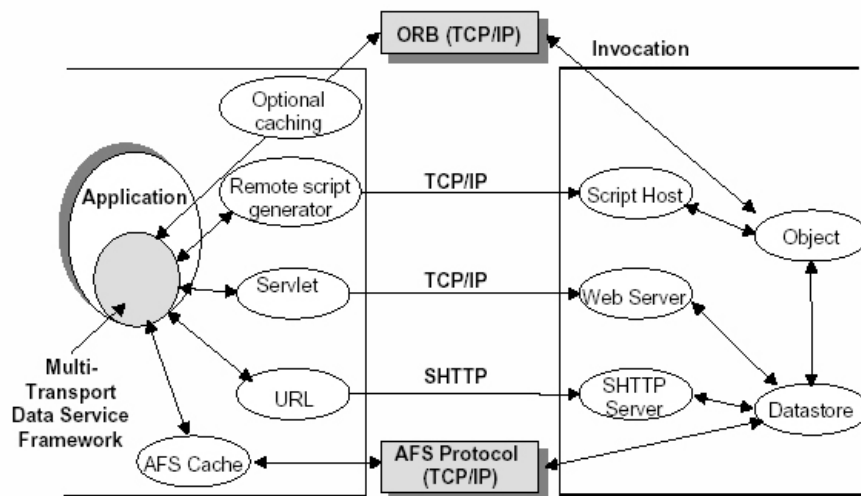 ORB (TCP/IP)
Invocation
Optional
caching
Application
Remote script
generator
TCP/IP
Script Host
Object
Servlet
TCP/IP
Web Server
Multi-
Transport
Data Service
Framework
URL
SHTTP
SHTTP
Server
Datastore
AFS Cache
AFS Protocol
(TCP/IP)